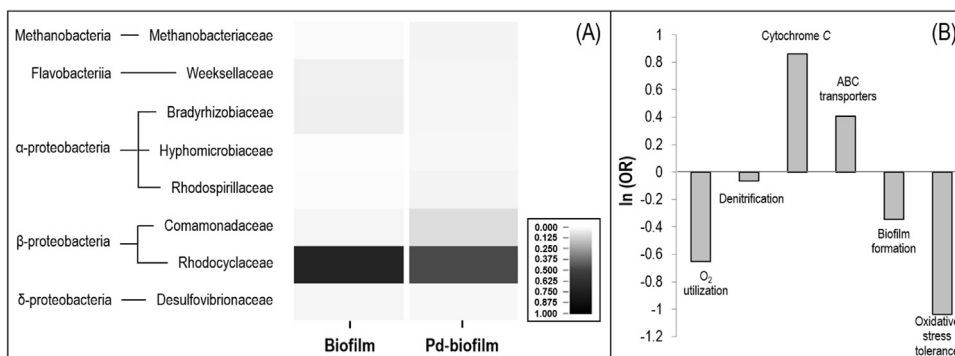 (A)
Methanobacteria
Methanobacteriaceae
Flavobacteriia
Weeksellaceae
α-proteobacteria
Bradyrhizobiaceae
Hyphomicrobiaceae
Rhodospirillaceae
β-proteobacteria
Comamonadaceae
Rhodocyclaceae
δ-proteobacteria
Desulfovibrionaceae
0.000
0.125
0.250
0.375
0.500
0.625
0.750
0.875
1.000
Biofilm
Pd-biofilm
(B)
ln (OR)
1
0.8
0.6
0.4
0.2
0
-0.2
-0.4
-0.6
-0.8
-1
-1.2
Cytochrome C
ABC
transporters
Denitrification
Biofilm
formation
O₂
utilization
Oxidative
stress
tolerance